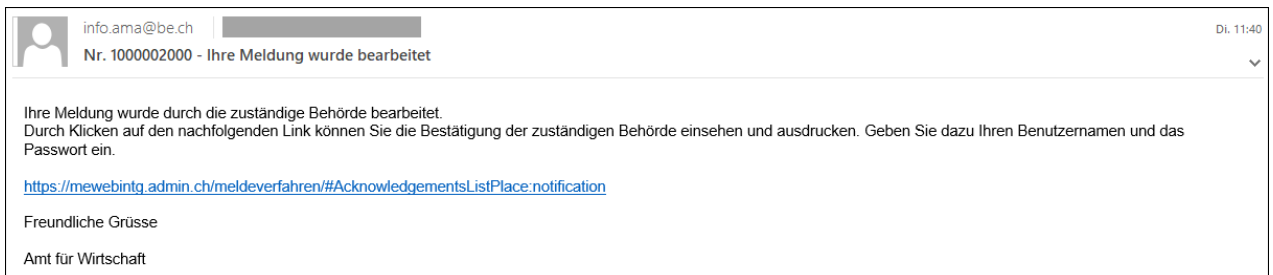 info.ama@be.ch
Di. 11:40
Nr. 1000002000 - Ihre Meldung wurde bearbeitet
Ihre Meldung wurde durch die zuständige Behörde bearbeitet.
Durch Klicken auf den nachfolgenden Link können Sie die Bestätigung der zuständigen Behörde einsehen und ausdrucken. Geben Sie dazu Ihren Benutzernamen und das
Passwort ein.
https://mewebintg.admin.ch/meldeverfahren/#AcknowledgementsListPlace:notification
Freundliche Grüsse
Amt für Wirtschaft